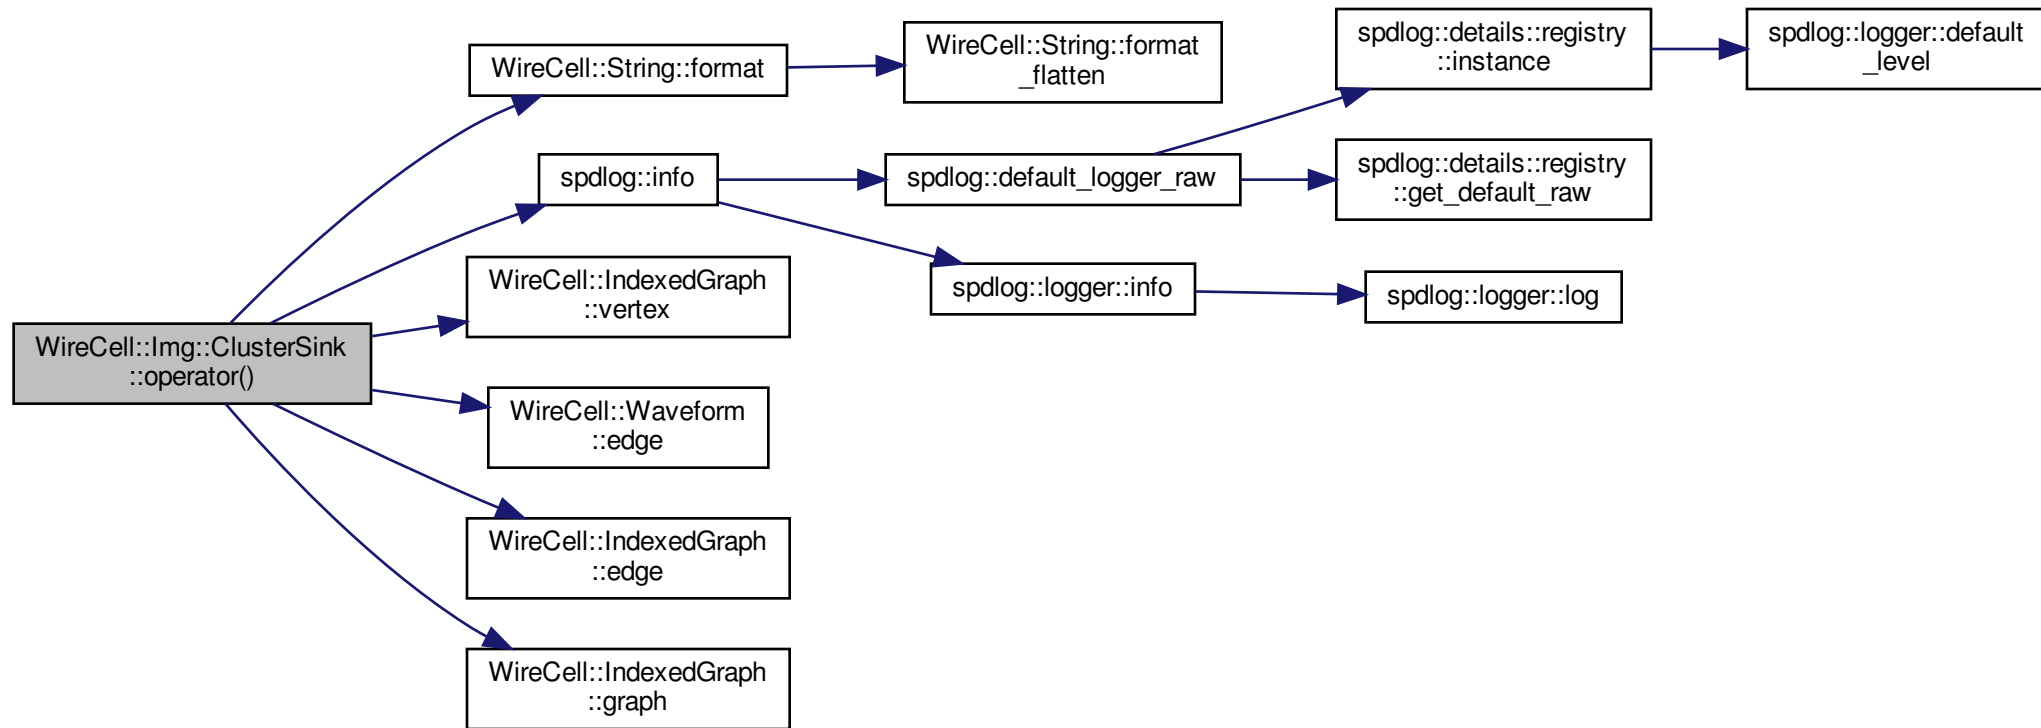 WireCell::Img::ClusterSink
::operator()
WireCell::String::format
WireCell::String::format
_flatten
spdlog::info
spdlog::default_logger_raw
spdlog::details::registry
::instance
spdlog::logger::default
_level
spdlog::details::registry
::get_default_raw
spdlog::logger::info
spdlog::logger::log
WireCell::IndexedGraph
::vertex
WireCell::Waveform
::edge
WireCell::IndexedGraph
::edge
WireCell::IndexedGraph
::graph